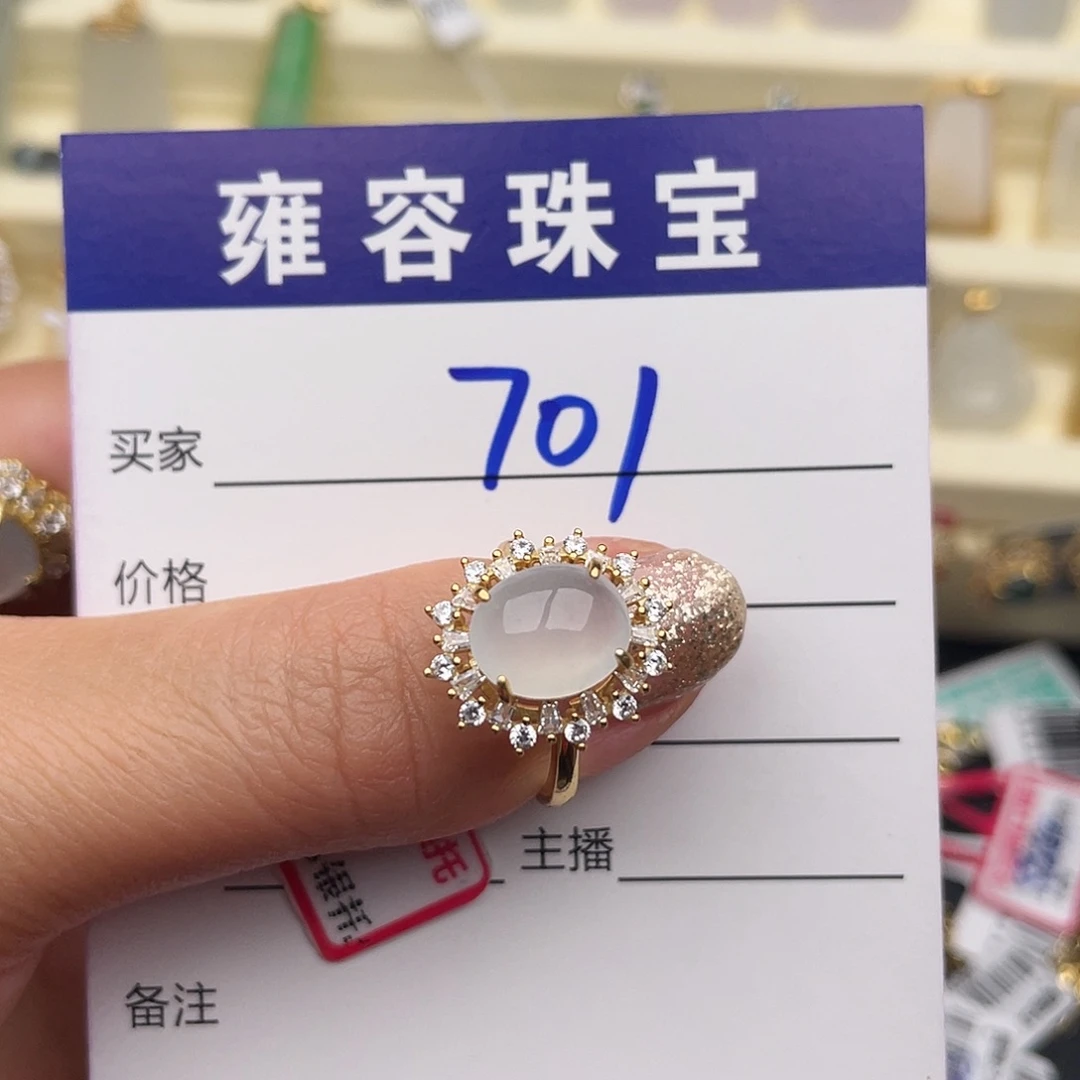 雍容珠宝
买家 701
价格
主播
备注